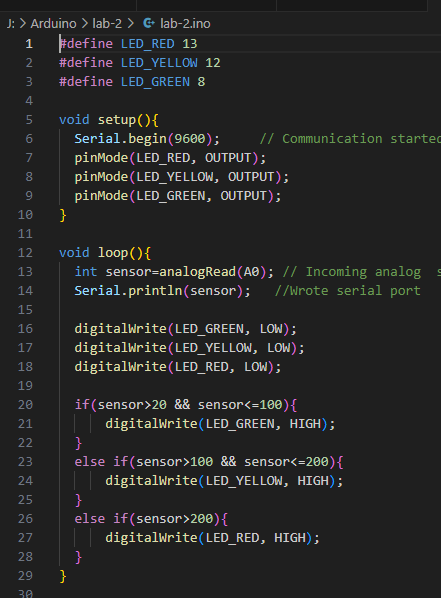 J: > Arduino > lab-2 > lab-2.ino
1 #define LED_RED 13
2 #define LED_YELLOW 12
3 #define LED_GREEN 8
4
5 void setup(){
6 Serial.begin(9600); // Communication started
7 pinMode(LED_RED, OUTPUT);
8 pinMode(LED_YELLOW, OUTPUT);
9 pinMode(LED_GREEN, OUTPUT);
10 }
11
12 void loop(){
13 int sensor=analogRead(A0); // Incoming analog s
14 Serial.println(sensor); //Wrote serial port
15
16 digitalWrite(LED_GREEN, LOW);
17 digitalWrite(LED_YELLOW, LOW);
18 digitalWrite(LED_RED, LOW);
19
20 if(sensor>20 && sensor<=100){
21 digitalWrite(LED_GREEN, HIGH);
22 }
23 else if(sensor>100 && sensor<=200){
24 digitalWrite(LED_YELLOW, HIGH);
25 }
26 else if(sensor>200){
27 digitalWrite(LED_RED, HIGH);
28 }
29 }
30